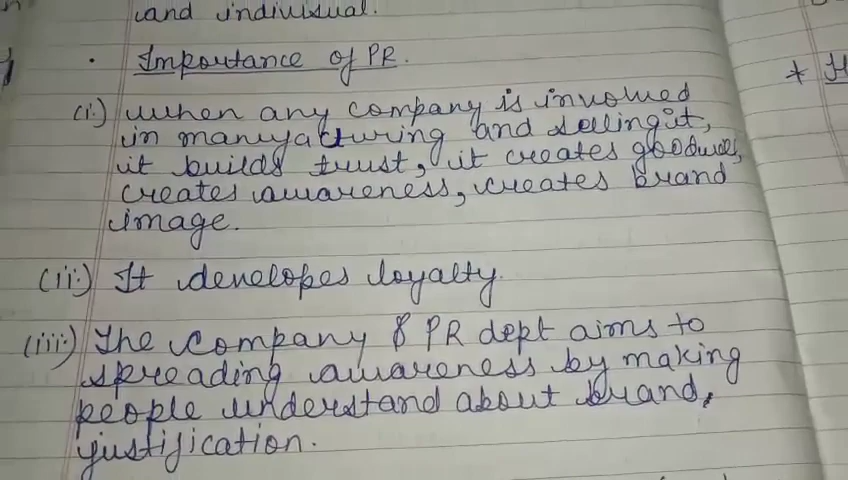 and individual.
• Importance of PR.
(i) When any company is involved
in manufacturing and selling it,
it builds trust, it creates goodwill,
creates awareness, creates brand
image.
(ii) It developes loyalty.
(iii) The company & PR dept aims to
spreading awareness by making
people understand about brand,
justification.